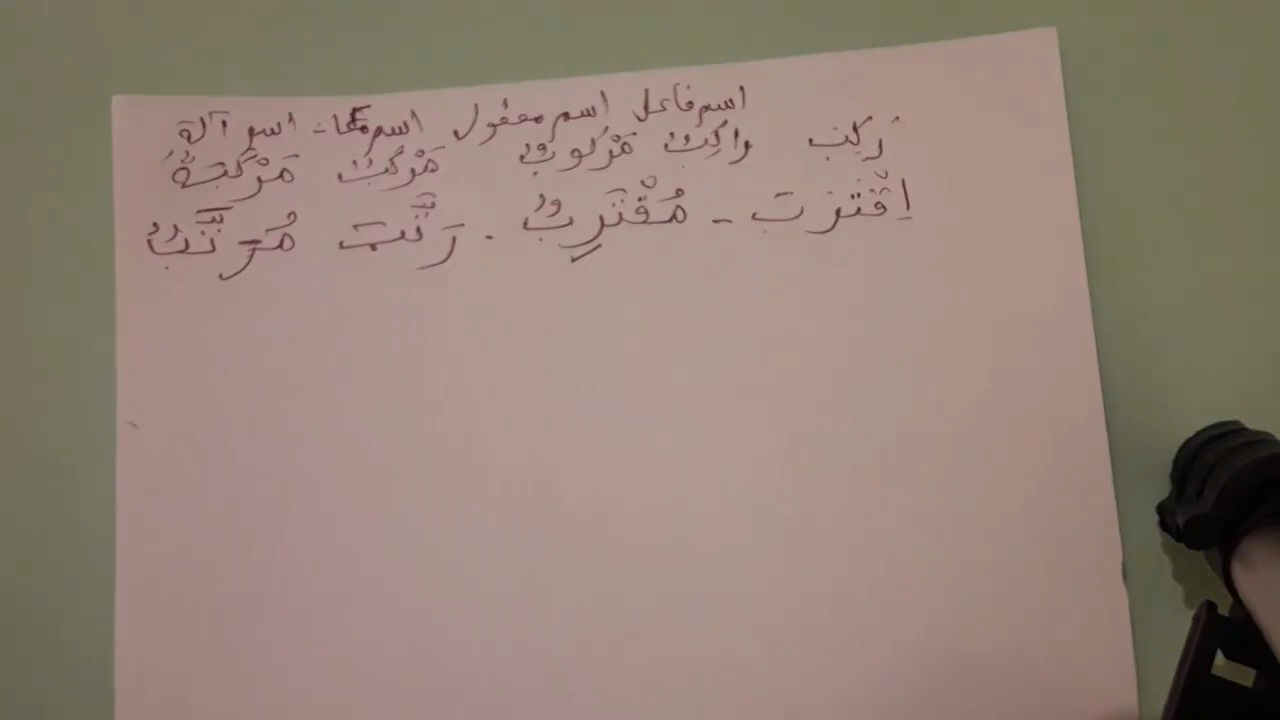 اسم فاعل اسم مفعول اسم مكان اسم آلة
رَكِبَ رَاكِبٌ مَرْكُوبٌ مَرْكَبٌ مَرْكَبَةٌ
اِقْتَرَبَ - مُقْتَرِبٌ . رَتَّبَ مُرَتَّبٌ